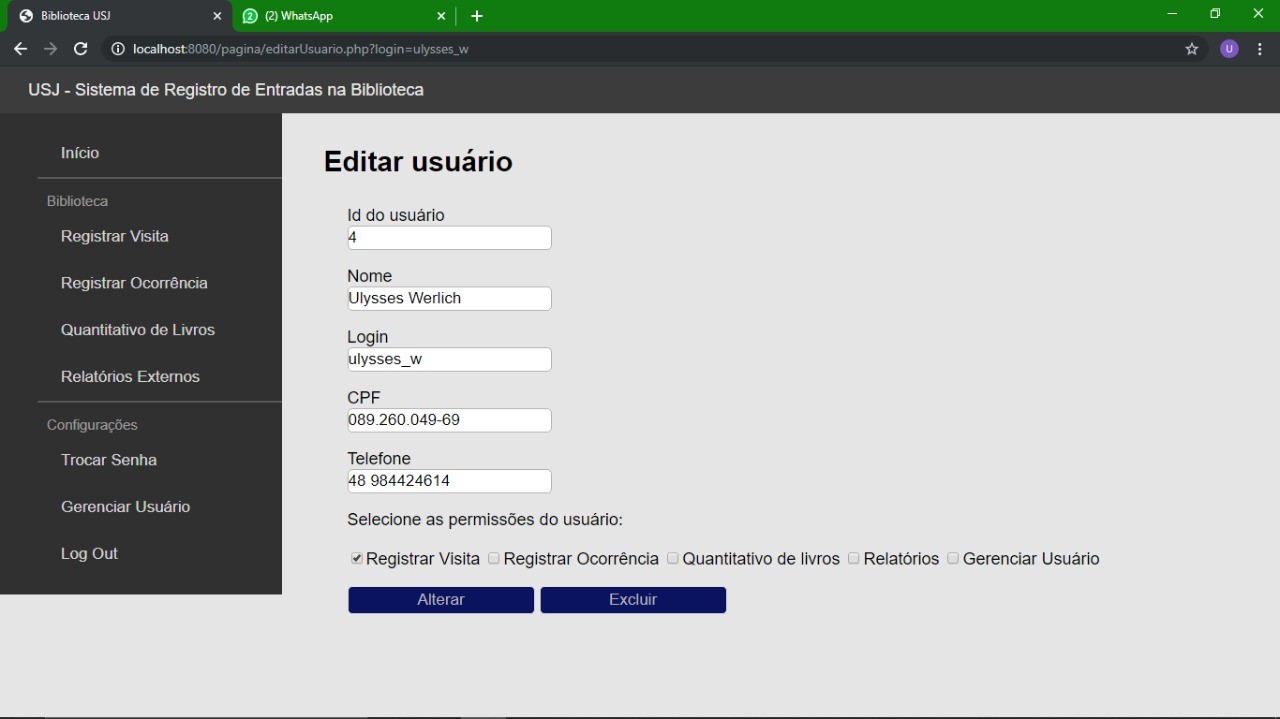 Biblioteca USJ
(2) WhatsApp
localhost:8080/pagina/editarUsuario.php?login=ulysses_w
U
USJ - Sistema de Registro de Entradas na Biblioteca
Início
Biblioteca
Registrar Visita
Registrar Ocorrência
Quantitativo de Livros
Relatórios Externos
Configurações
Trocar Senha
Gerenciar Usuário
Log Out
Editar usuário
Id do usuário
4
Nome
Ulysses Werlich
Login
ulysses_w
CPF
089.260.049-69
Telefone
48 984424614
Selecione as permissões do usuário:
Registrar Visita Registrar Ocorrência Quantitativo de livros Relatórios Gerenciar Usuário
Alterar Excluir